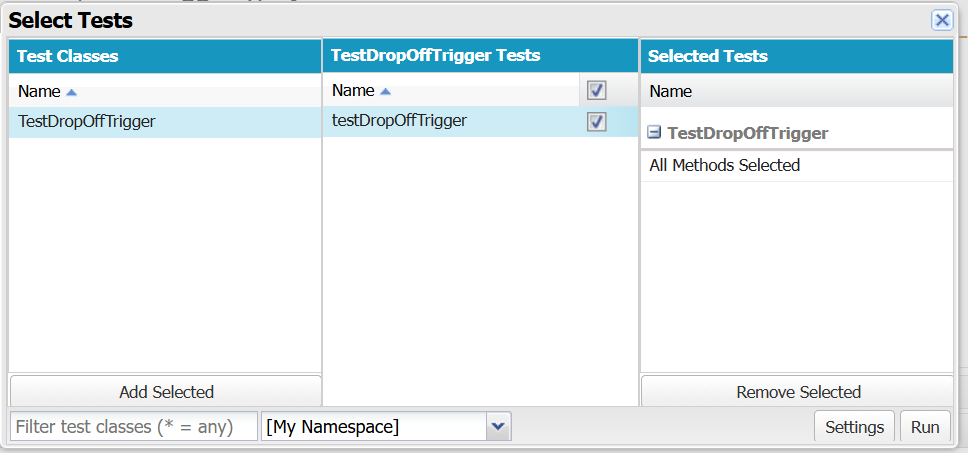 Select Tests
Test Classes
TestDropOffTrigger Tests
Selected Tests
Name
Name
Name
TestDropOffTrigger
testDropOffTrigger
TestDropOffTrigger
All Methods Selected
Add Selected
Remove Selected
Filter test classes (* = any)
[My Namespace]
Settings
Run